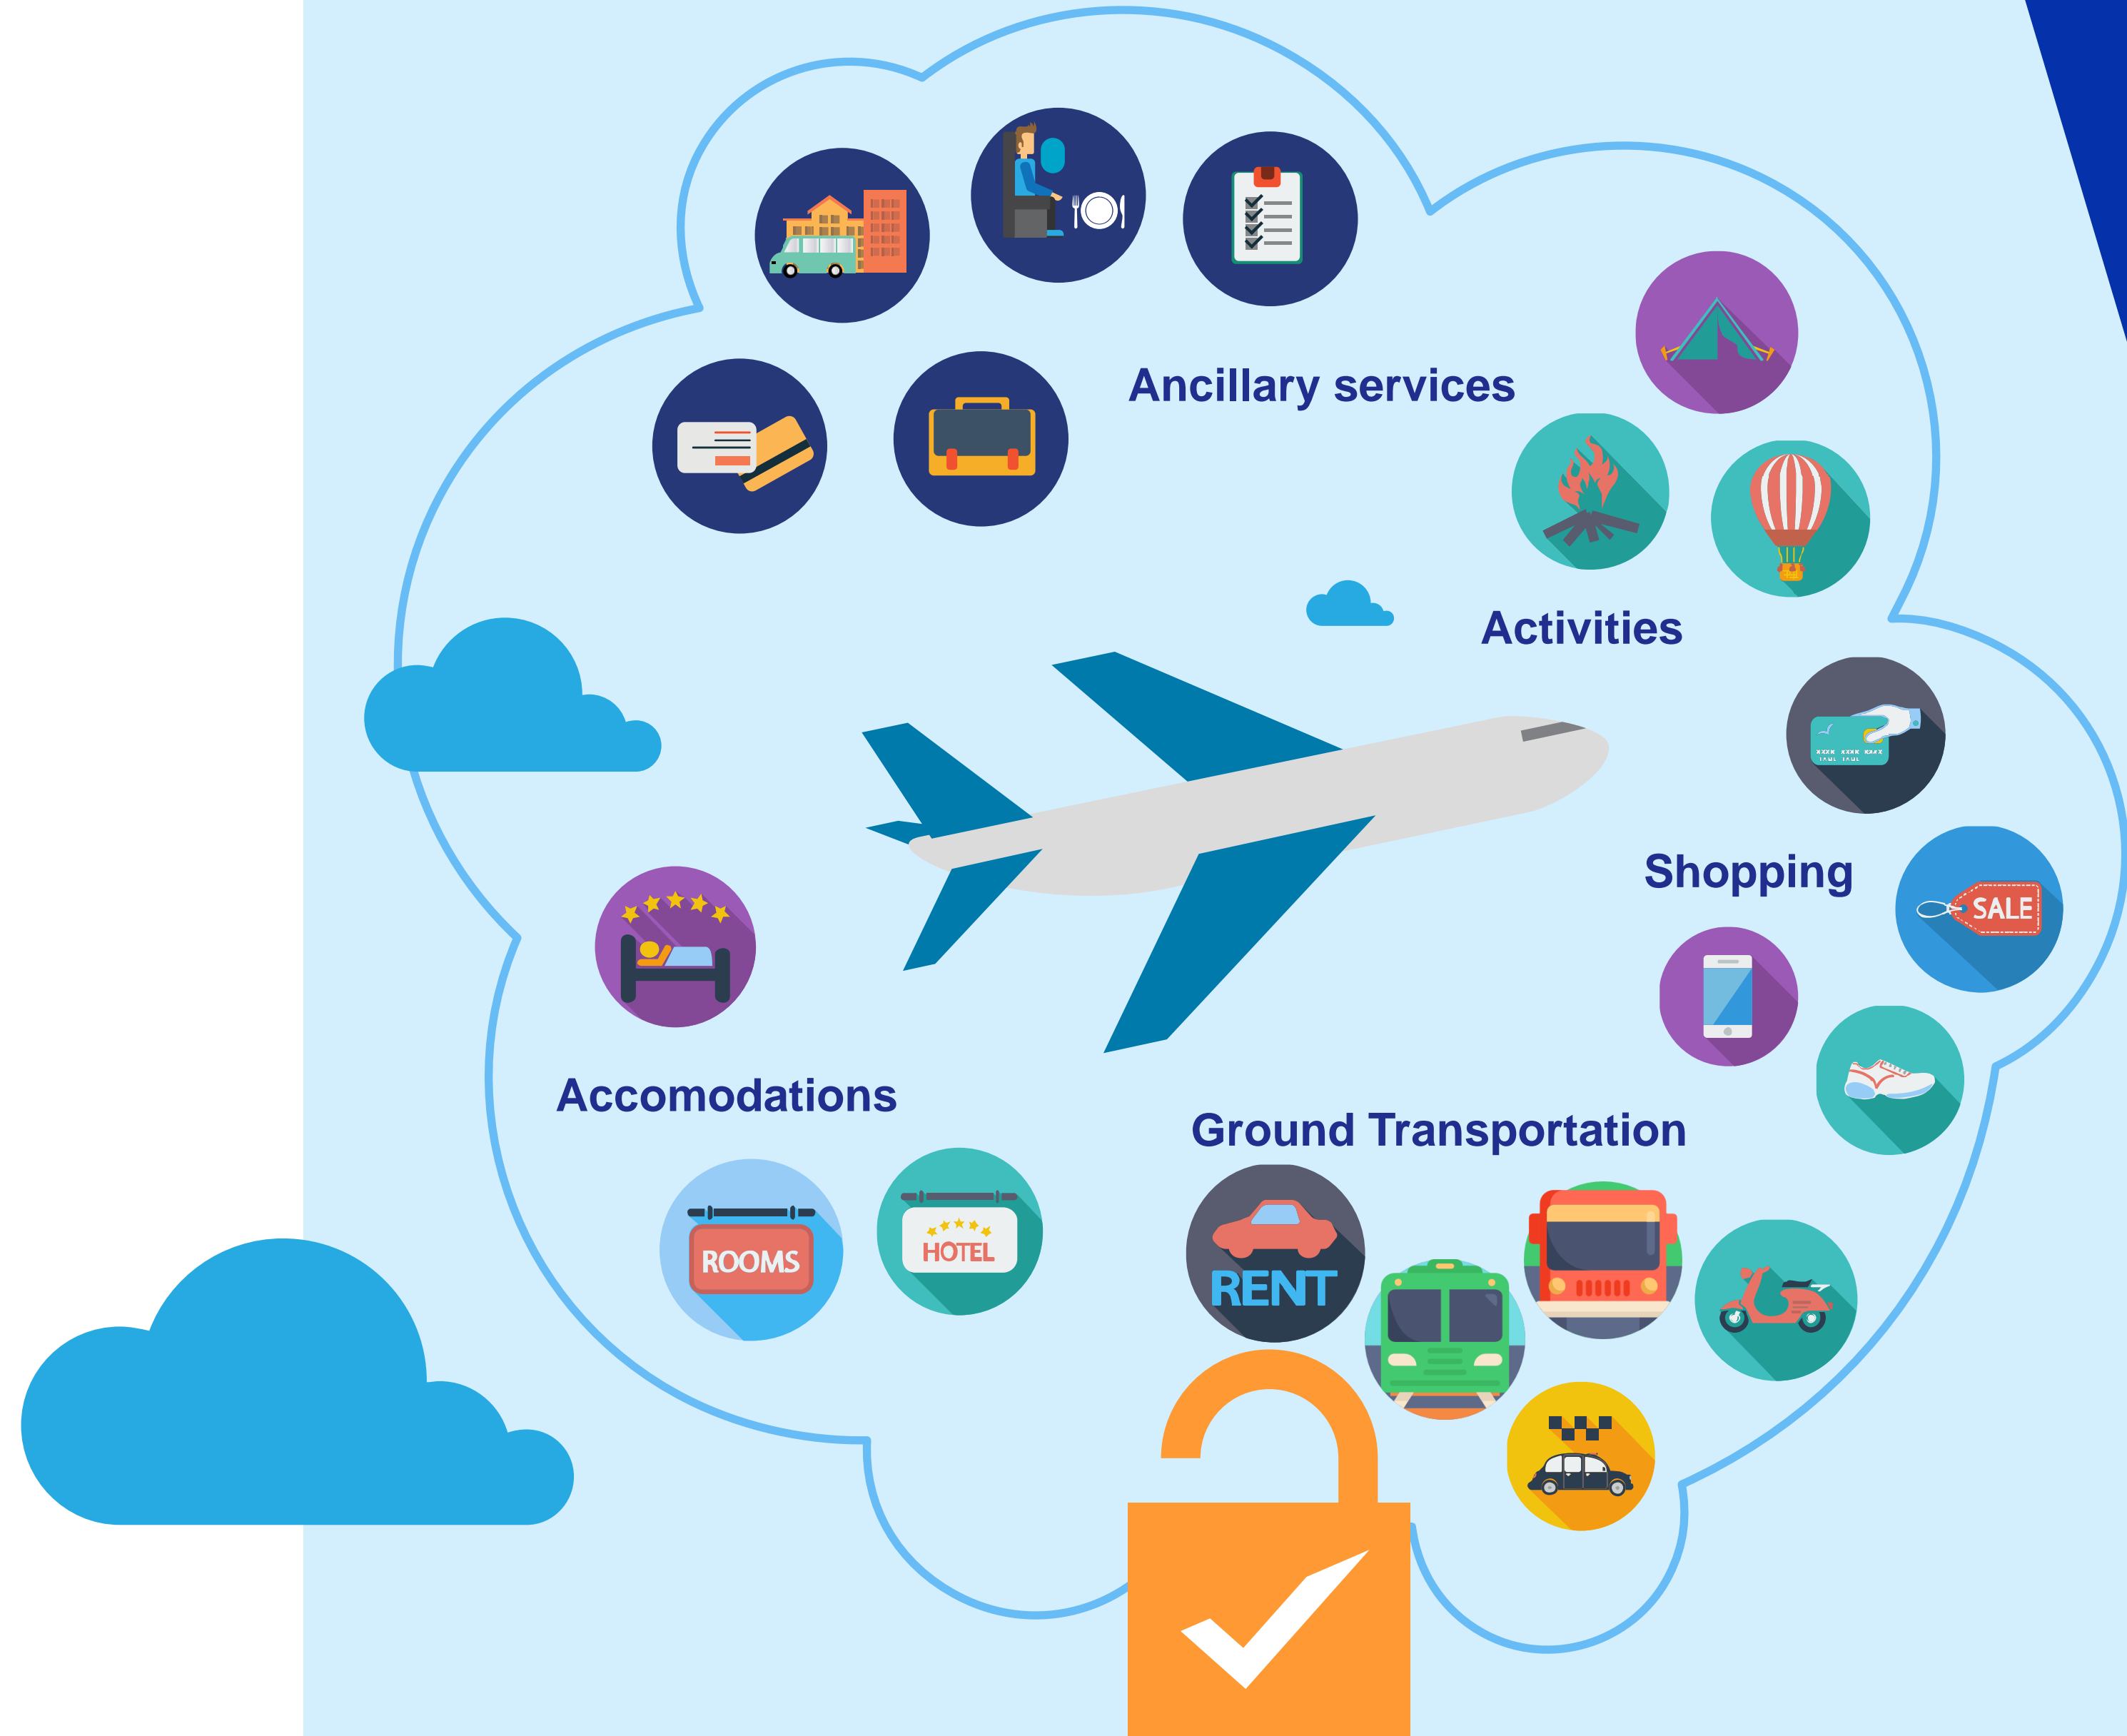 Ancillary services
Activities
Shopping
SALE
Accomodations
Ground Transportation
ROOMS
HOTEL
RENT